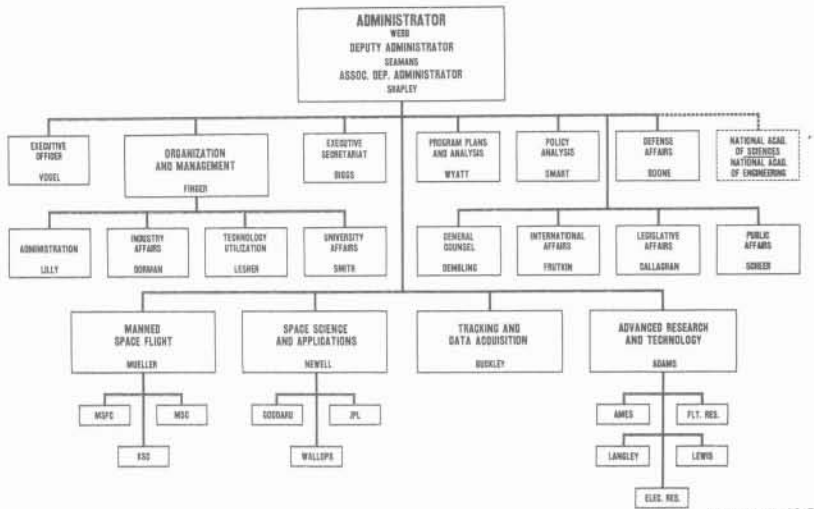 ADMINISTRATOR
WEBB
DEPUTY ADMINISTRATOR
SEAMANS
ASSOC. DEP. ADMINISTRATOR
SHAPLEY
EXECUTIVE
OFFICER
VOGEL
ORGANIZATION
AND MANAGEMENT
FINGER
EXECUTIVE
SECRETARIAT
BIGGS
PROGRAM PLANS
AND ANALYSIS
WYATT
POLICY
ANALYSIS
SMART
DEFENSE
AFFAIRS
BOONE
NATIONAL ACAD.
OF SCIENCES
NATIONAL ACAD.
OF ENGINEERING
ADMINISTRATION
LILLY
INDUSTRY
AFFAIRS
DORMAN
TECHNOLOGY
UTILIZATION
LESHER
UNIVERSITY
AFFAIRS
SMITH
GENERAL
COUNSEL
DEMBLING
INTERNATIONAL
AFFAIRS
FRUTKIN
LEGISLATIVE
AFFAIRS
CALLAGHAN
PUBLIC
AFFAIRS
SCHEER
MANNED
SPACE FLIGHT
MUELLER
SPACE SCIENCE
AND APPLICATIONS
NEWELL
TRACKING AND
DATA ACQUISITION
BUCKLEY
ADVANCED RESEARCH
AND TECHNOLOGY
ADAMS
MSFC
MSC
KSC
GODDARD
JPL
WALLOPS
AMES
FLT. RES.
LANGLEY
LEWIS
ELEC. RES.